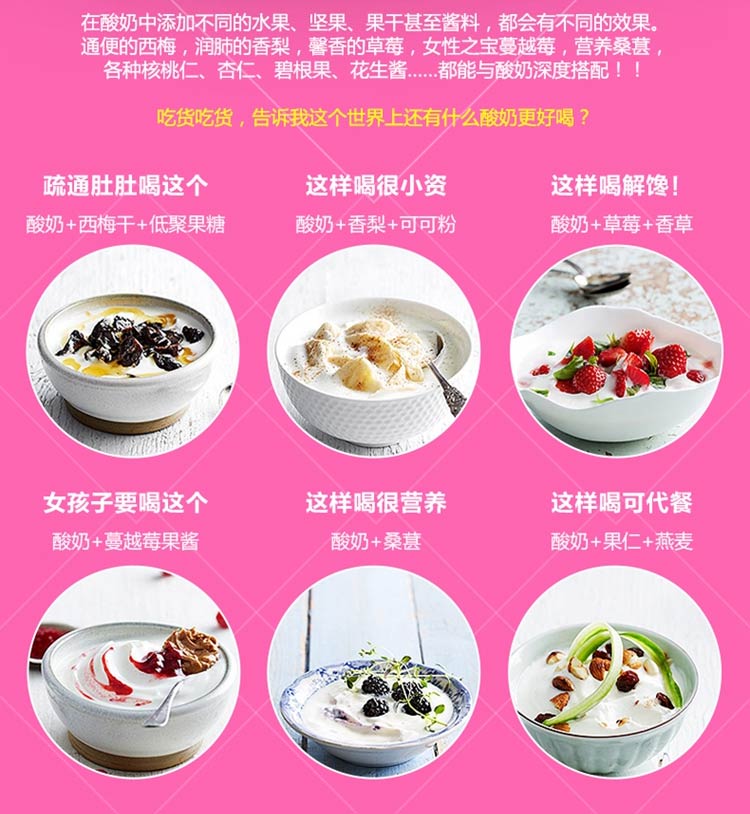 在酸奶中添加不同的水果、坚果、果干甚至酱料，都会有不同的效果。
通便的西梅，润肺的香梨，馨香的草莓，女性之宝蔓越莓，营养桑葚，
各种核桃仁、杏仁、碧根果、花生酱......都能与酸奶深度搭配！！
吃货吃货，告诉我这个世界上还有什么酸奶更好喝？
疏通肚肚喝这个
酸奶+西梅干+低聚果糖
这样喝很小资
酸奶+香梨+可可粉
这样喝解馋！
酸奶+草莓+香草
女孩子要喝这个
酸奶+蔓越莓果酱
这样喝很营养
酸奶+桑葚
这样喝可代餐
酸奶+果仁+燕麦